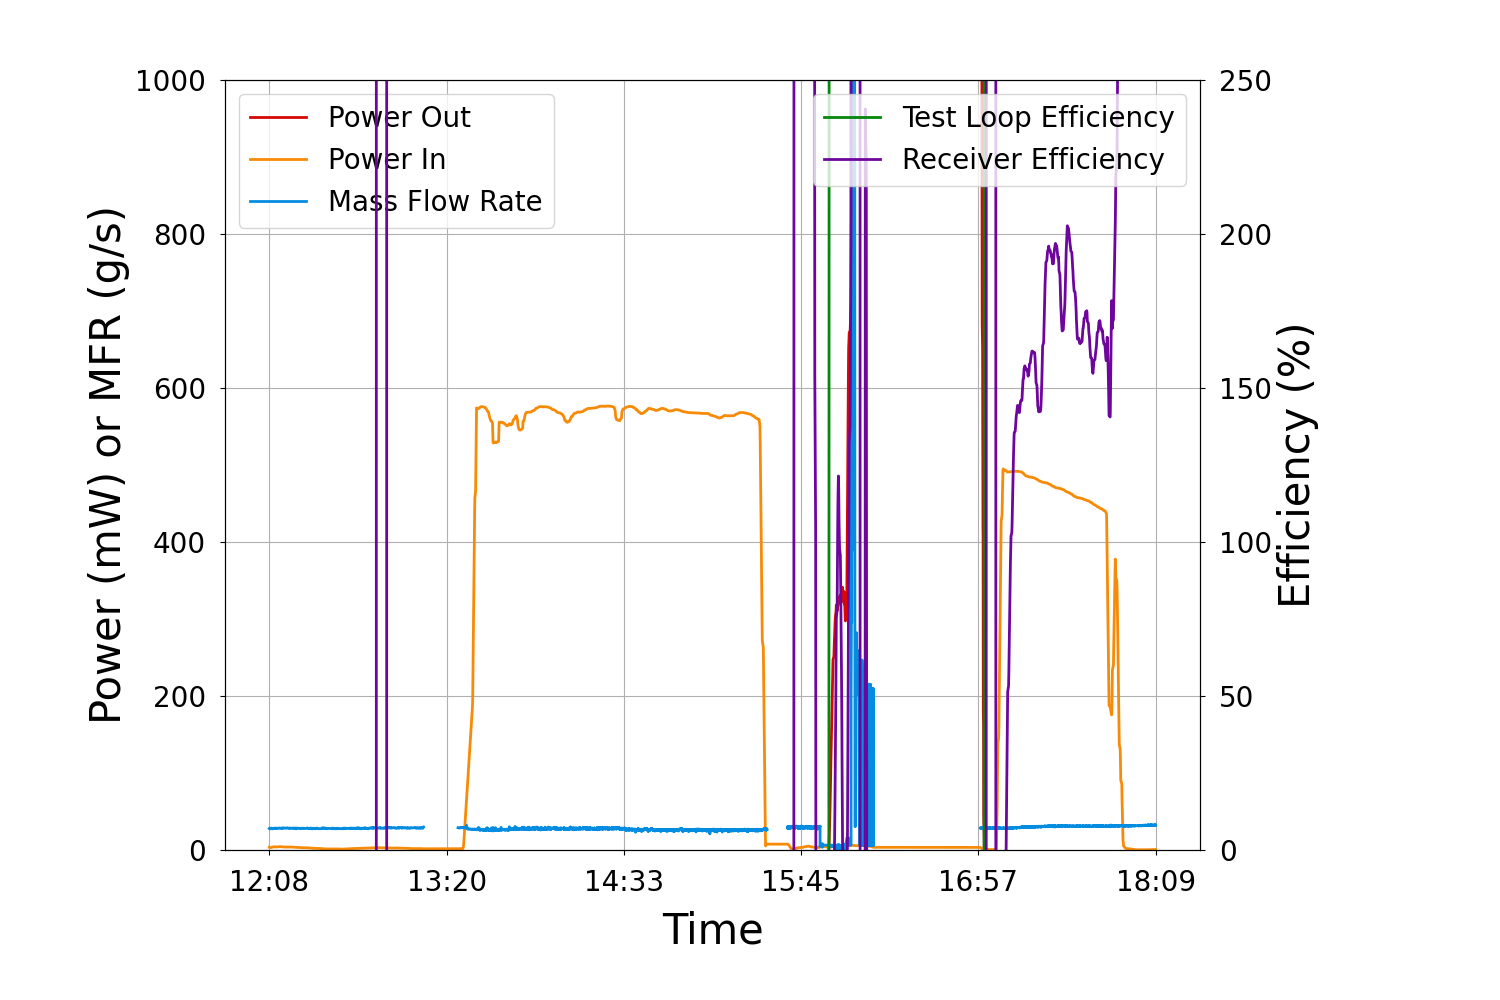 1000
800
600
400
200
0
Power (mW) or MFR (g/s)
Power Out
Power In
Mass Flow Rate
Test Loop Efficiency
Receiver Efficiency
250
200
150
100
50
0
Efficiency (%)
12:08 13:20 14:33 15:45 16:57 18:09
Time